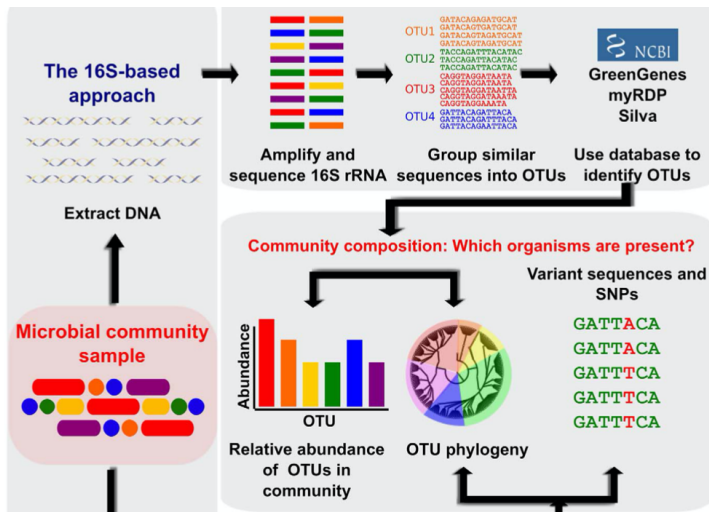 The 16S-based
approach
Extract DNA
Microbial community
sample
OTU1
GATACAGAGATGCAT
GATACAGTGATGCAT
GATACAGTAGATGCAT
GATACAGTAGATGCAT
OTU2
TACCAGATTTACATAC
TACCAGATTACATAC
TACCAGATTACATAC
OTU3
CAGGTAGGATAATA
CAGGTAGGATAATA
CAGGTAGGATAATTA
CAGGTAGGATAAATA
CAGGTAGGAAATA
OTU4
GATTACAGATTACA
GATTACAGATTTACA
GATTACAGAATTACA
NCBI
GreenGenes
myRDP
Silva
Amplify and
sequence 16S rRNA
Group similar
sequences into OTUs
Use database to
identify OTUs
Community composition: Which organisms are present?
Abundance
OTU
Relative abundance
of OTUs in
community
OTU phylogeny
Variant sequences and
SNPs
GATTACA
GATTACA
GATTTCA
GATTTCA
GATTTCA